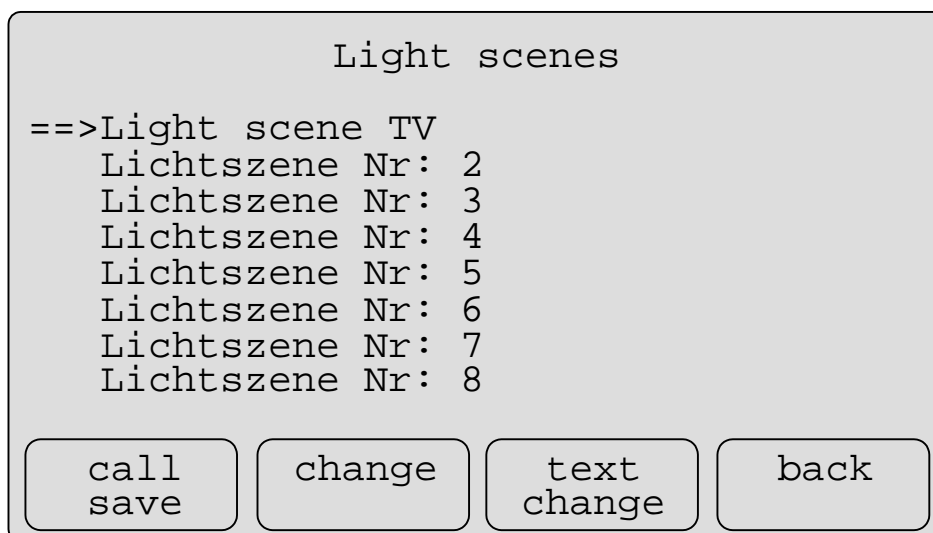 Light scenes
==>Light scene TV
Lichtszene Nr: 2
Lichtszene Nr: 3
Lichtszene Nr: 4
Lichtszene Nr: 5
Lichtszene Nr: 6
Lichtszene Nr: 7
Lichtszene Nr: 8
call
save
change
text
change
back